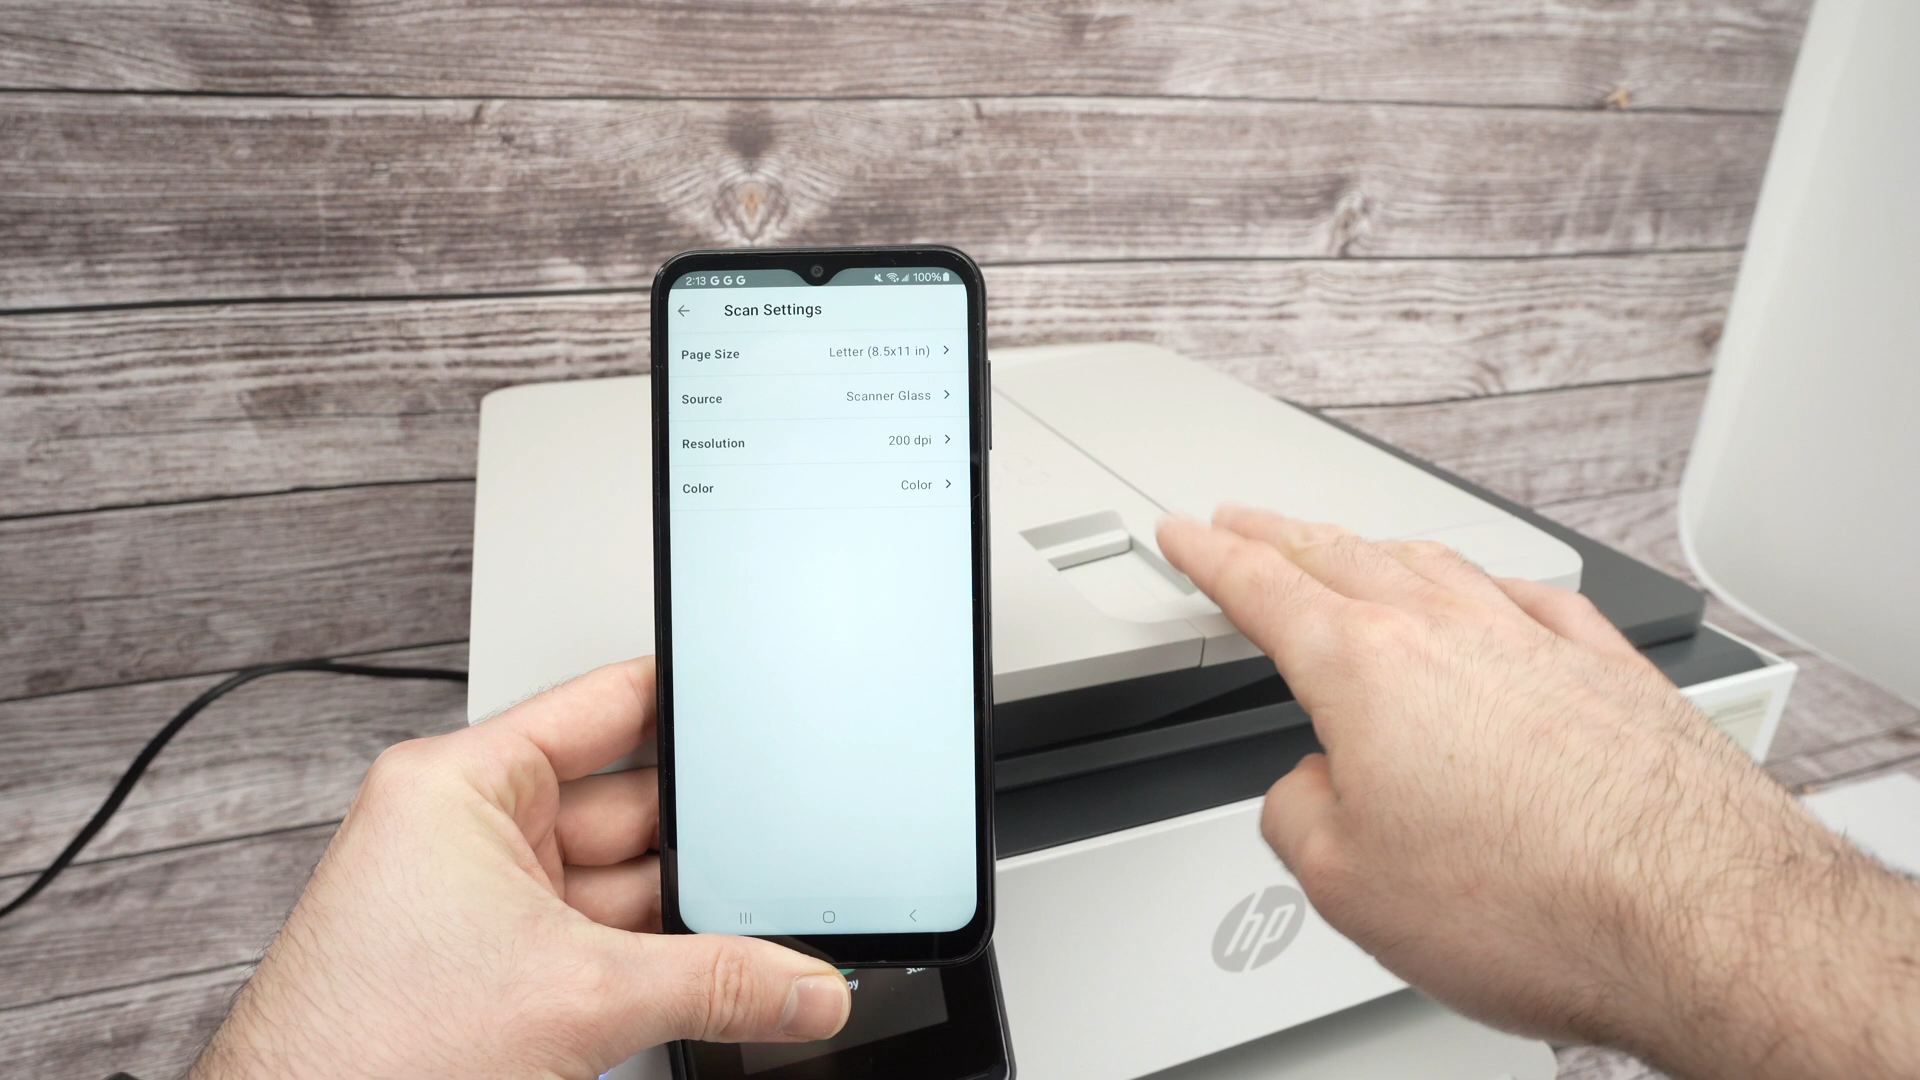 2:13 G G G 100%
Scan Settings
Page Size Letter (8.5x11 in)
Source Scanner Glass
Resolution 200 dpi
Color Color
hp